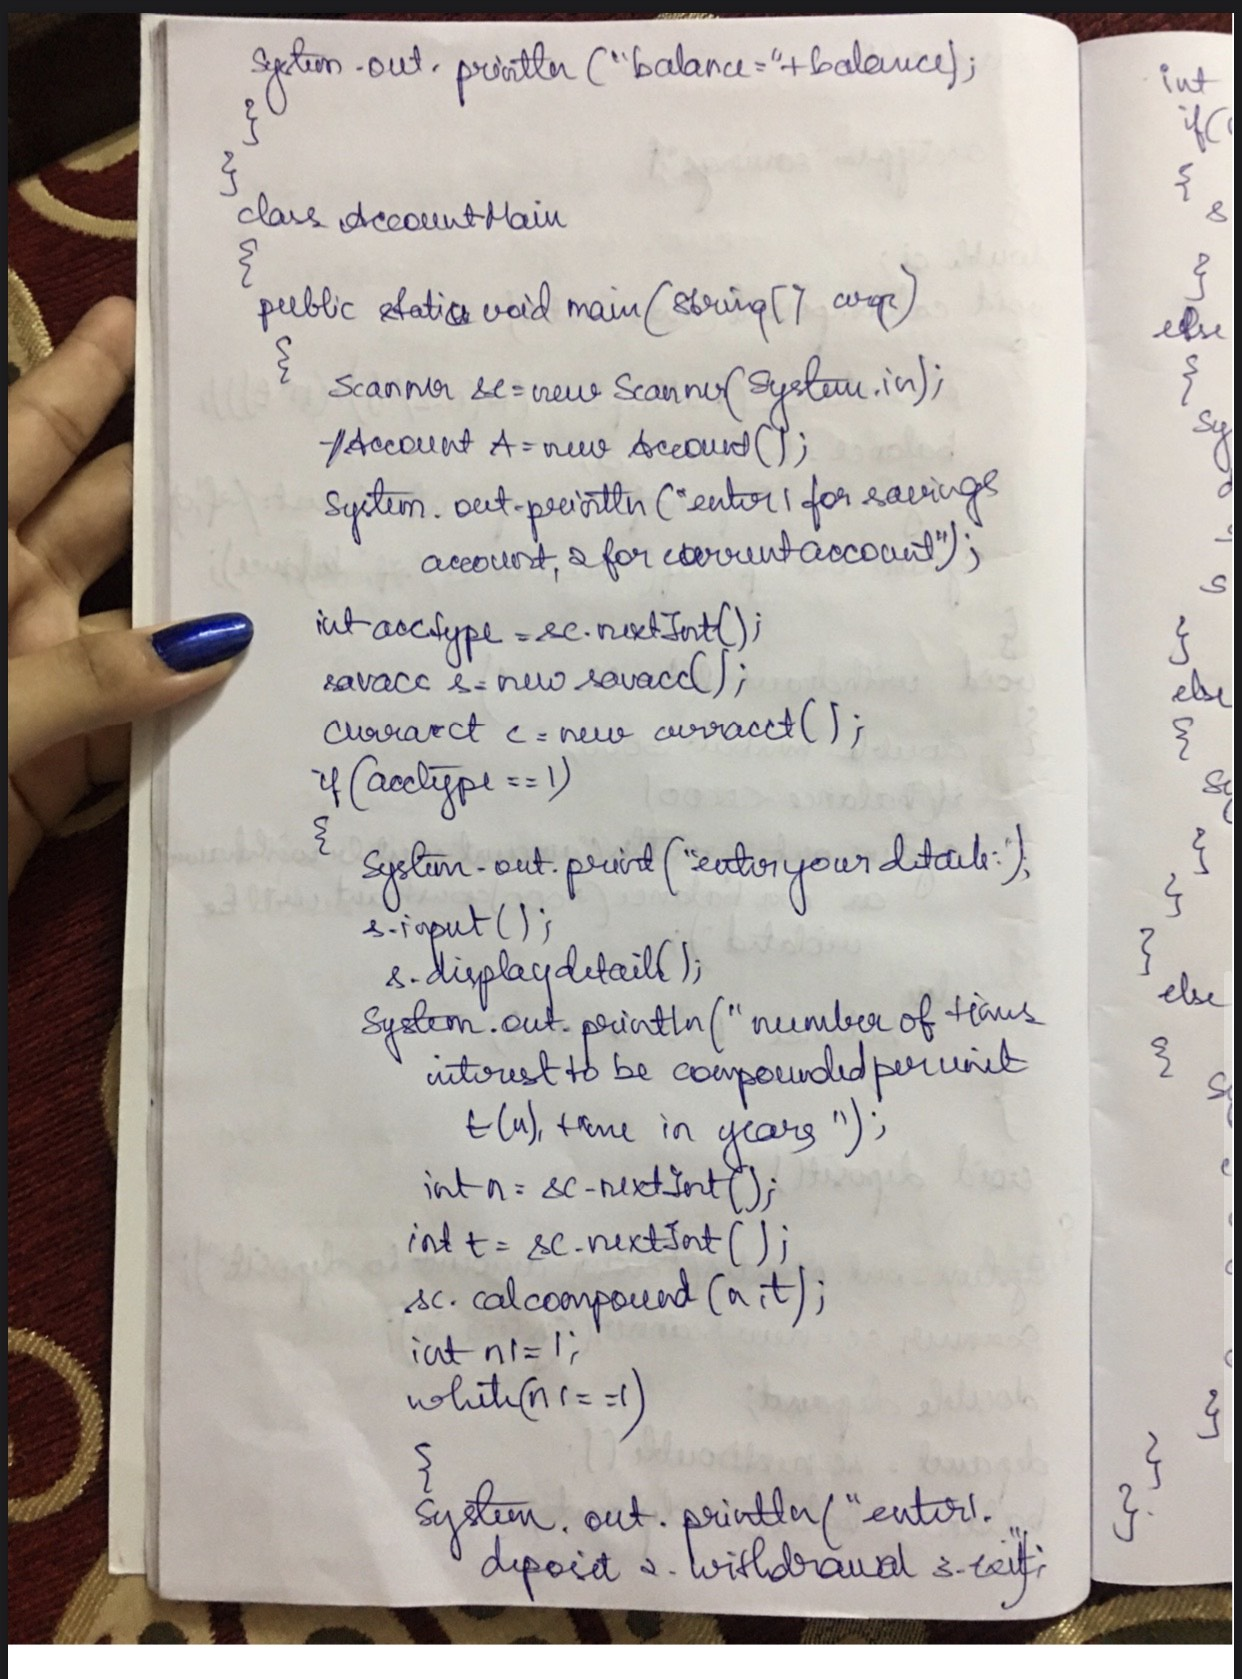 System.out.println("balance="+balance);
}
}
class AccountMain
{
public static void main(string[] args)
{
Scanner sc=new Scanner(System.in);
Account A=new Account();
System.out.println("enter 1 for savings
account, 2 for current account");
int acctype=sc.nextInt();
savacc s=new savacc();
curracct c=new curracct();
if(acctype==1)
{
System.out.print("enter your details:");
s.input();
s.displaydetail();
System.out.println("number of times
interest to be compounded per unit
t(n), time in years");
int n=sc.nextInt();
int t=sc.nextInt();
sc.calcompound(n,t);
int n1=1;
while(n1==1)
{
System.out.println("enter 1.
deposit 2.withdrawal 3.exit");
int
if(
{
s
}
else
{
sy
s
s
}
else
{
sy
}
}
}
else
{
sy
}
}
}.